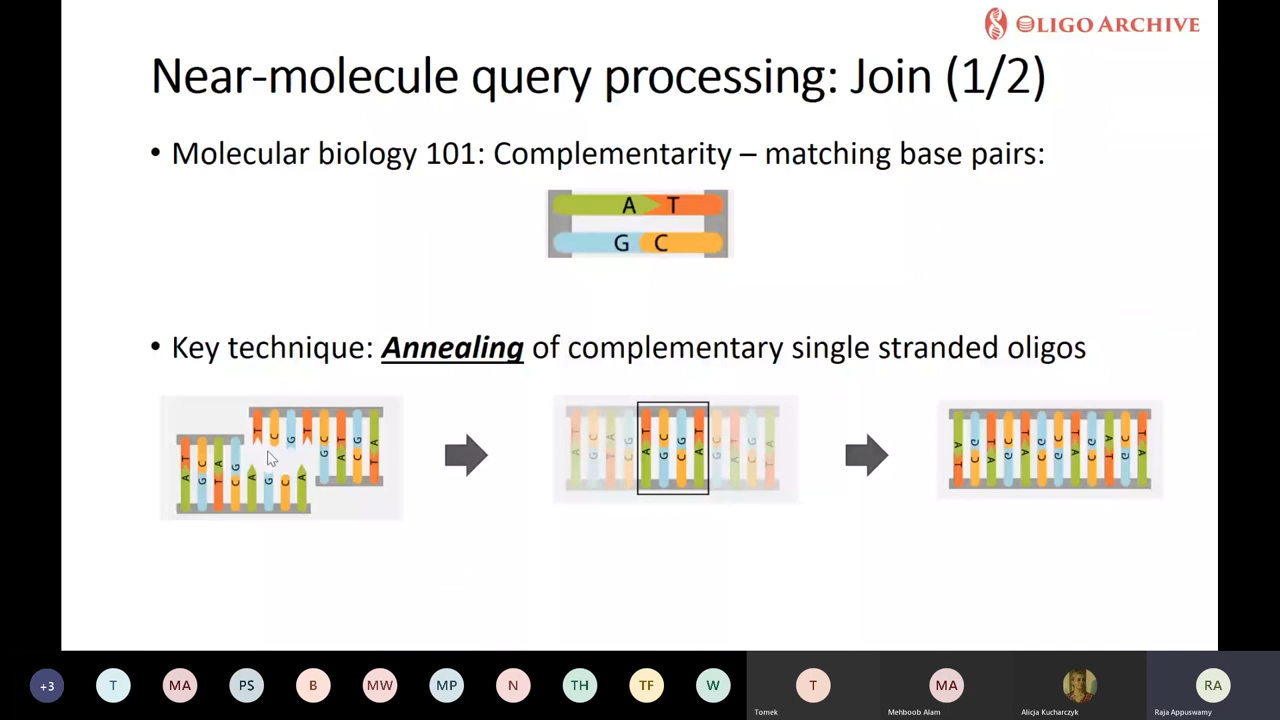 OLIGO ARCHIVE
Near-molecule query processing: Join (1/2)
• Molecular biology 101: Complementarity – matching base pairs:
A T
G C
• Key technique: Annealing of complementary single stranded oligos
+3 T MA PS B MW MP N TH TF W T MA RA
Tomek Mehboob Alam Alicja Kucharczyk Raja Appuswamy